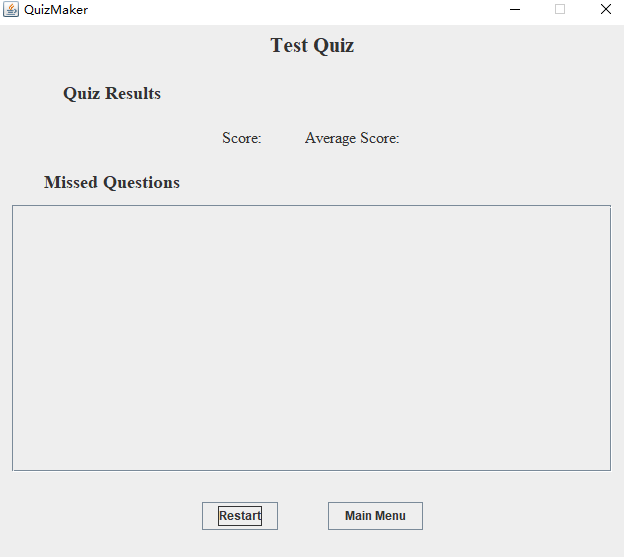 QuizMaker
Test Quiz
Quiz Results
Score: Average Score:
Missed Questions
Restart Main Menu